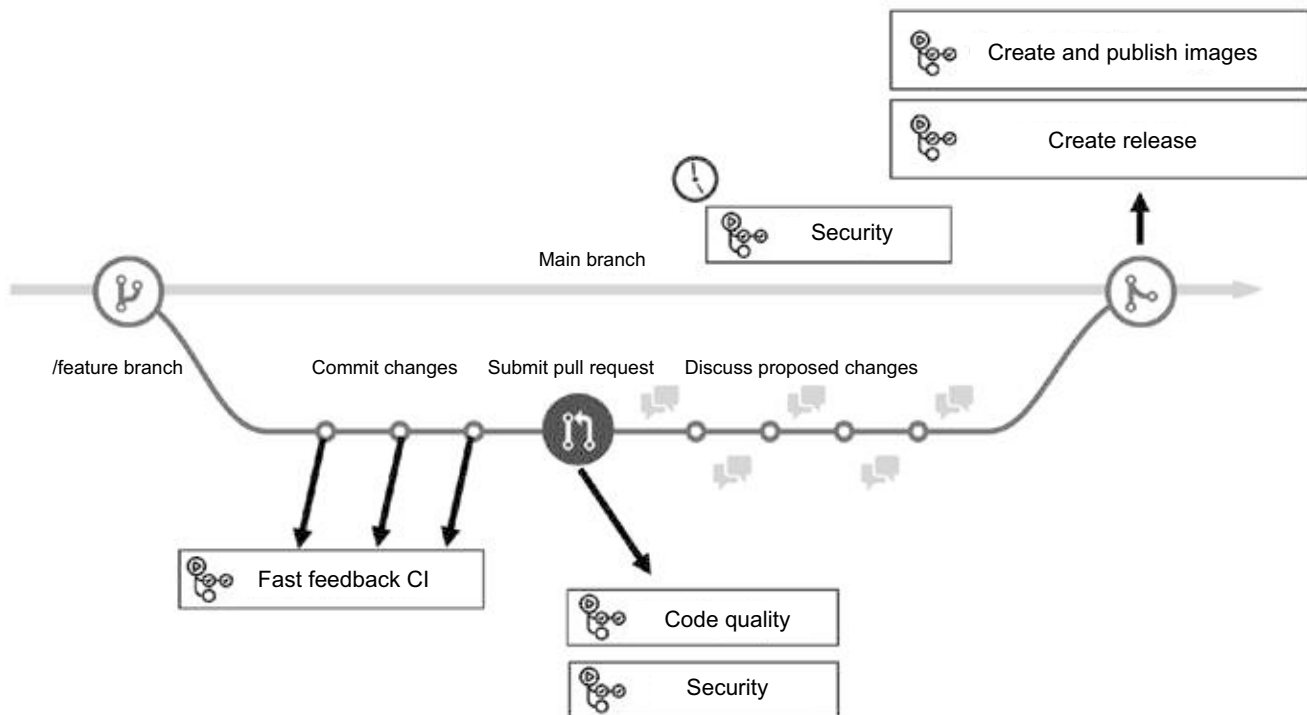 Create and publish images
Create release
Security
Main branch
/feature branch
Commit changes
Submit pull request
Discuss proposed changes
Fast feedback CI
Code quality
Security